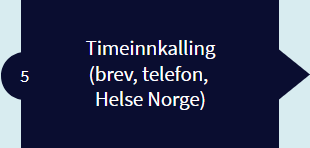 5
Timeinnkalling
(brev, telefon,
Helse Norge)